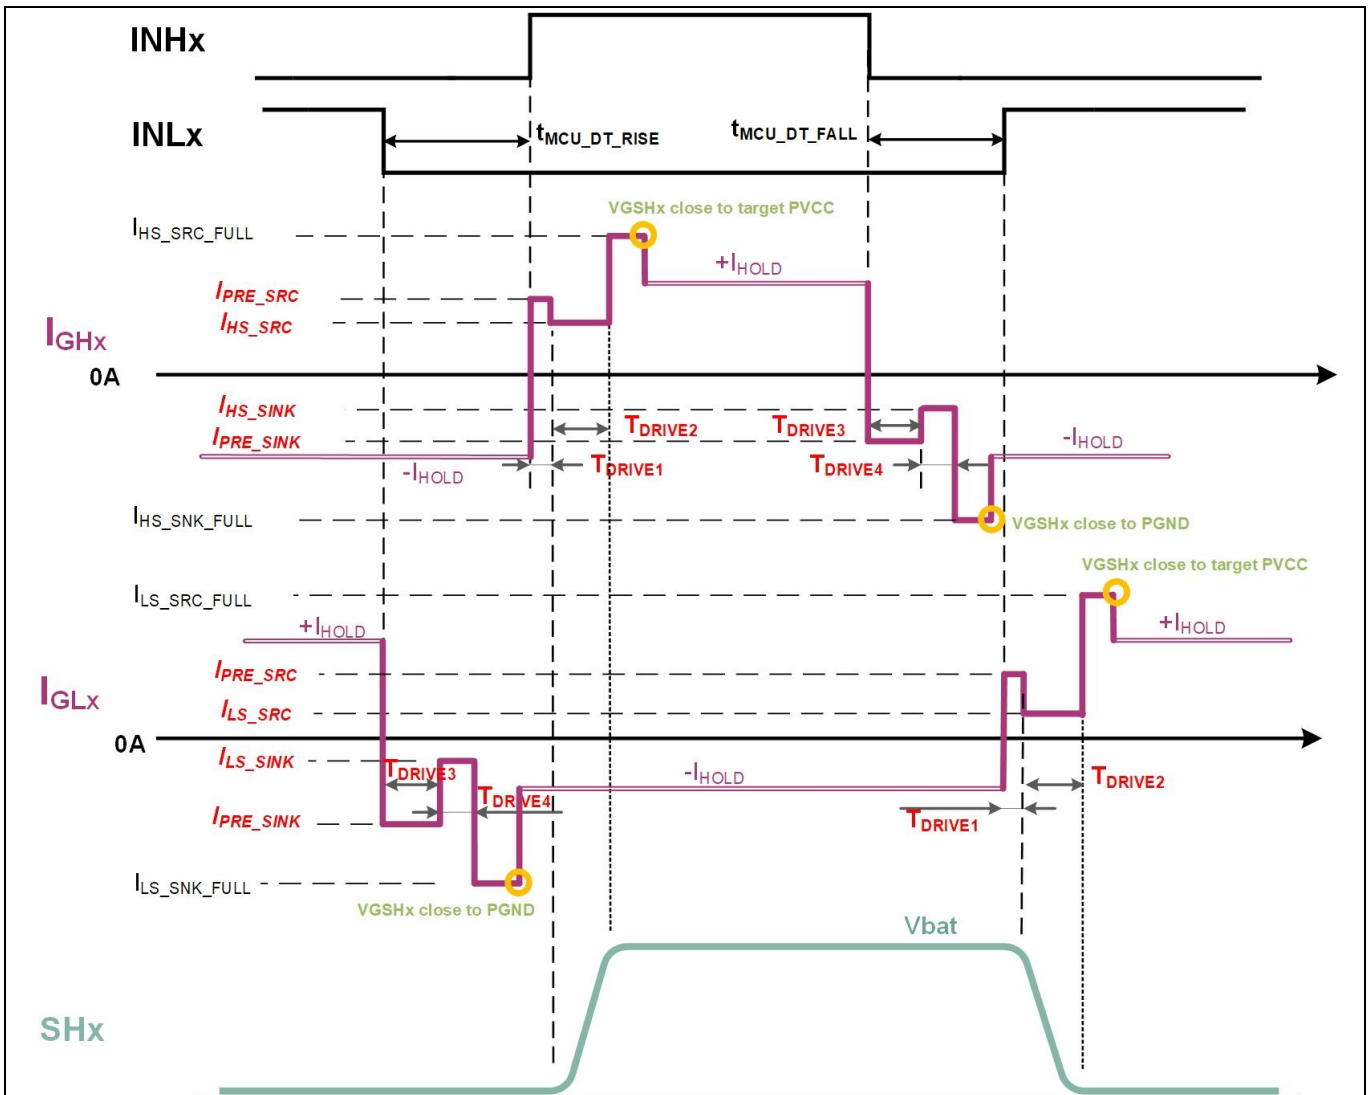 INHx
INLx
tMCU_DT_RISE
tMCU_DT_FALL
VGSHx close to target PVCC
IHS_SRC_FULL
+IHOLD
IPRE_SRC
IHS_SRC
IGHx
0A
IHS_SINK
IPRE_SINK
TDRIVE2
TDRIVE3
-IHOLD
-IHOLD
TDRIVE1
TDRIVE4
IHS_SNK_FULL
VGSHx close to PGND
VGSHx close to target PVCC
ILS_SRC_FULL
+IHOLD
+IHOLD
IPRE_SRC
IGLx
ILS_SRC
0A
ILS_SINK
TDRIVE3
-IHOLD
TDRIVE2
TDRIVE4
IPRE_SINK
TDRIVE1
ILS_SNK_FULL
VGSHx close to PGND
Vbat
SHx